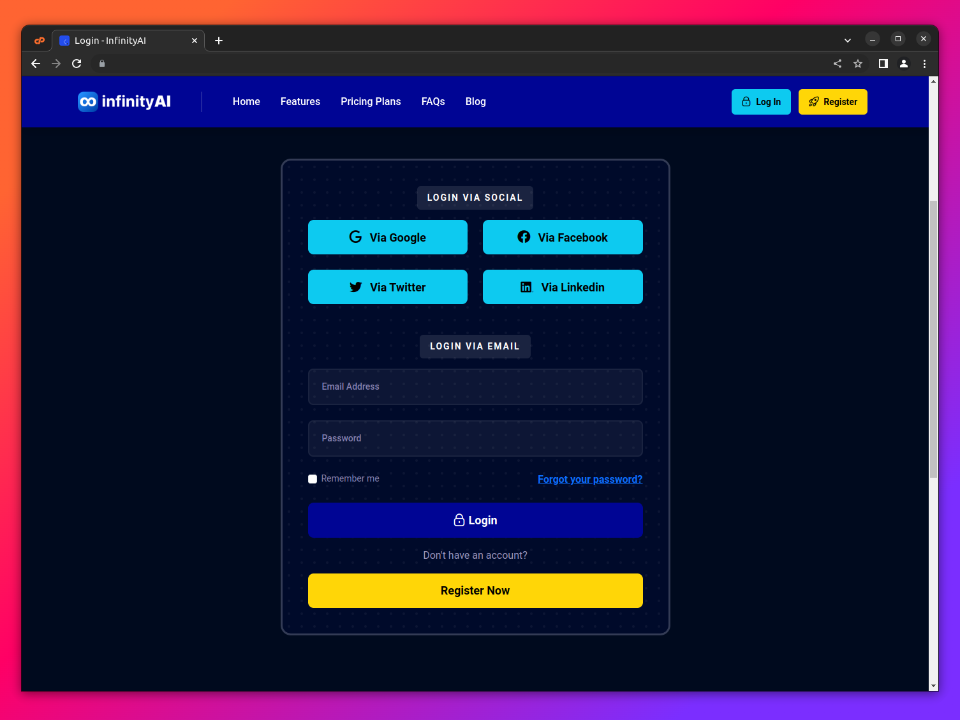 Login - InfinityAI
infinityAI Home Features Pricing Plans FAQs Blog Log In Register
LOGIN VIA SOCIAL
Via Google Via Facebook
Via Twitter Via Linkedin
LOGIN VIA EMAIL
Email Address
Password
Remember me Forgot your password?
Login
Don't have an account?
Register Now